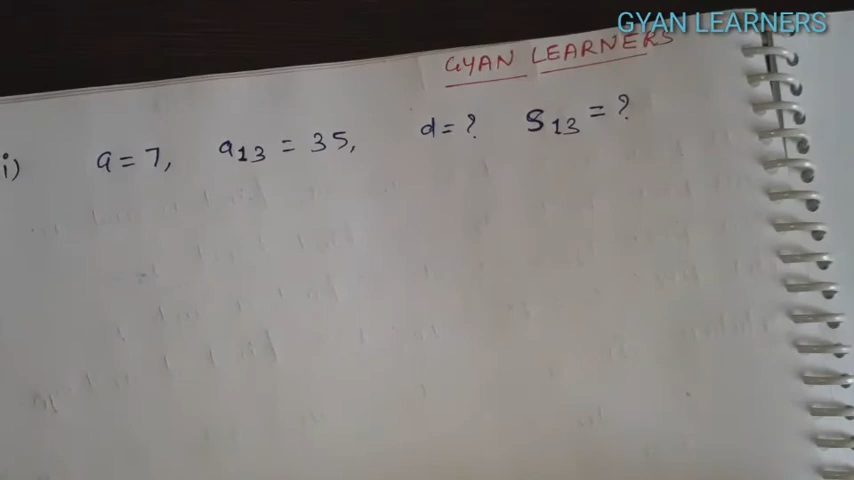 GYAN LEARNERS
GYAN LEARNERS
i) a = 7, a13 = 35, d = ? S13 = ?